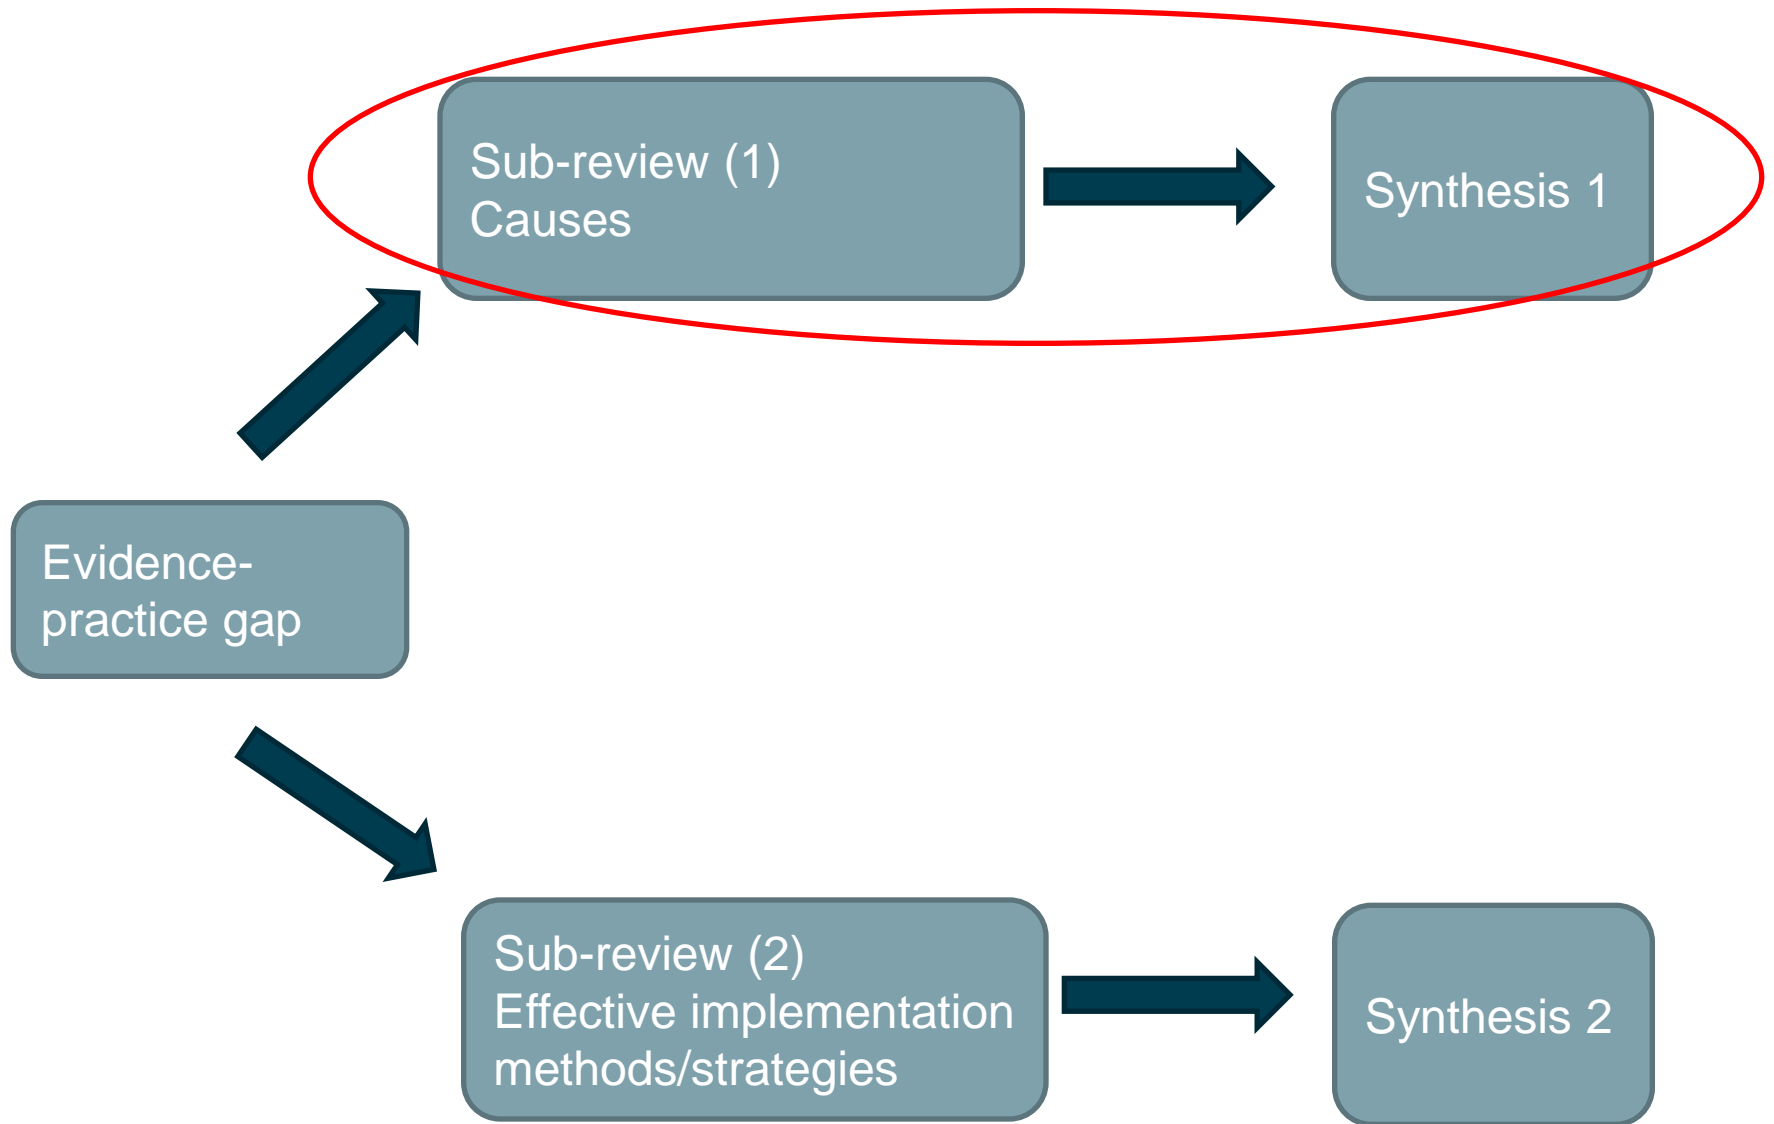 Sub-review (1)
Causes
Synthesis 1
Evidence-
practice gap
Sub-review (2)
Effective implementation
methods/strategies
Synthesis 2